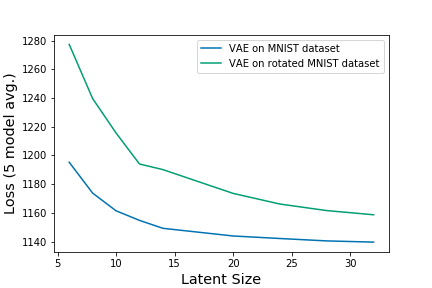 1280
1260
1240
1220
1200
1180
1160
1140
Loss (5 model avg.)
VAE on MNIST dataset
VAE on rotated MNIST dataset
5 10 15 20 25 30
Latent Size